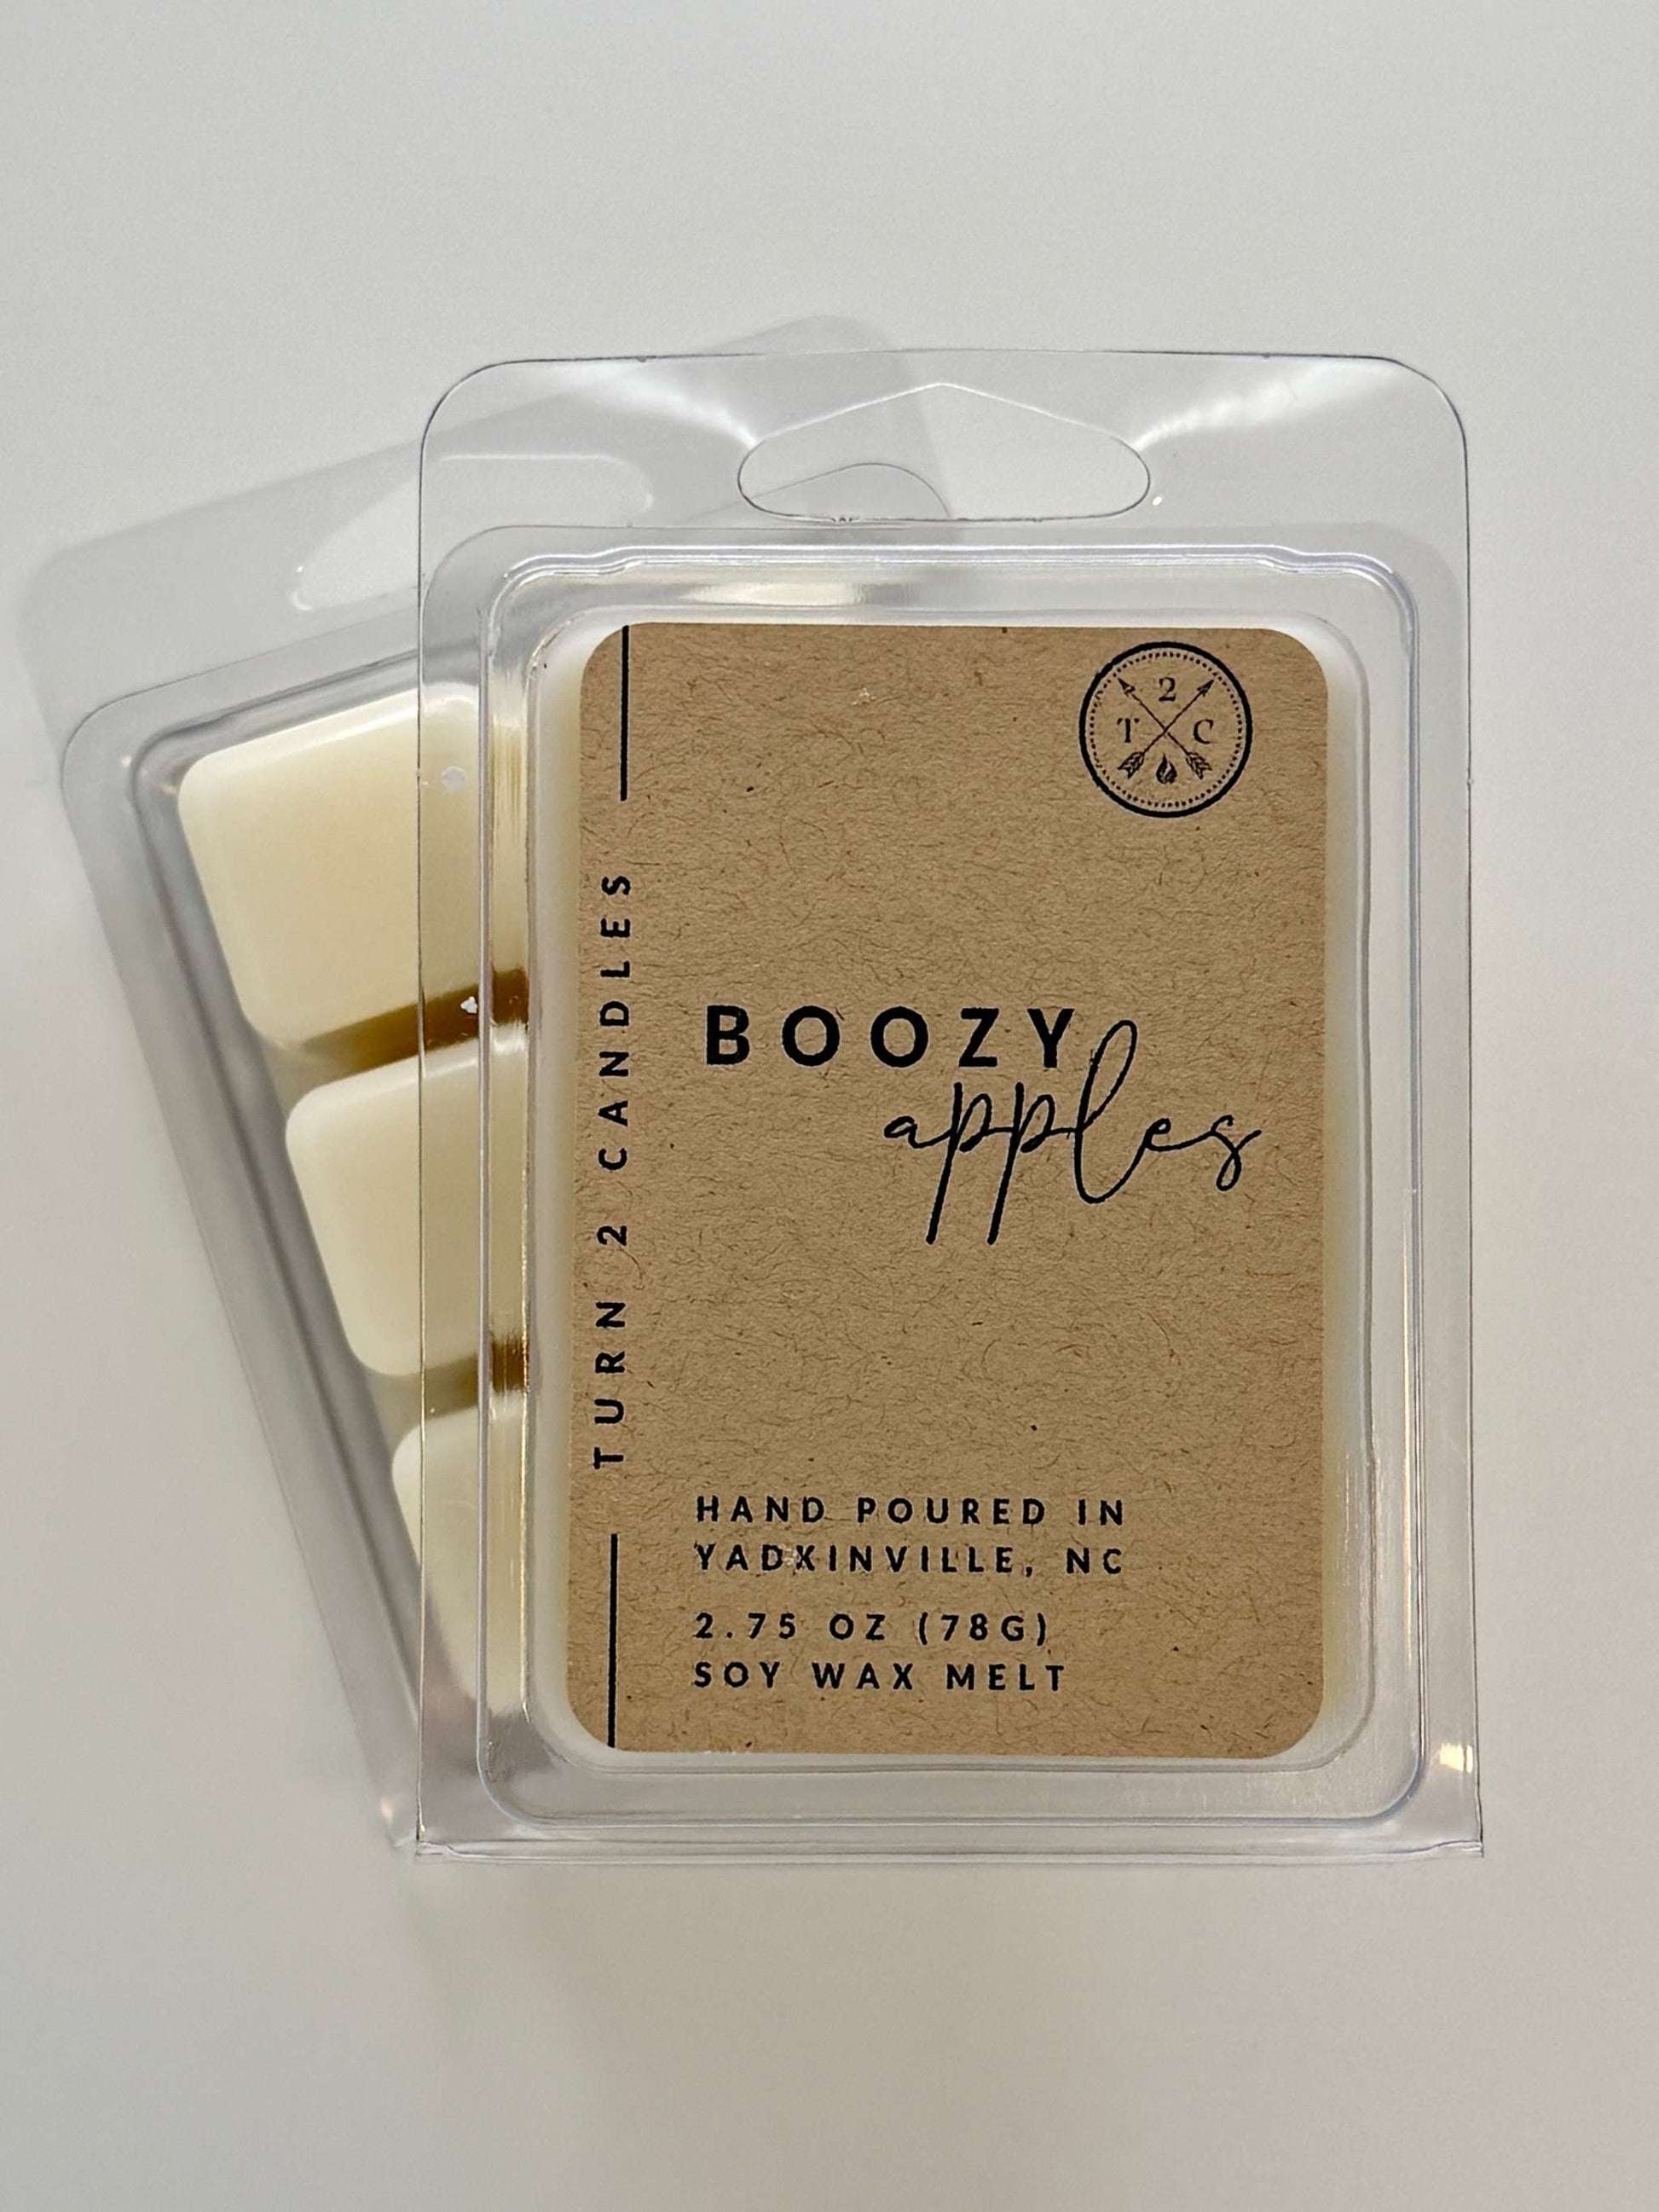 2
T C
TURN 2 CANDLES
BOOZY
apples
HAND POURED IN
YADKINVILLE, NC
2.75 OZ (78G)
SOY WAX MELT